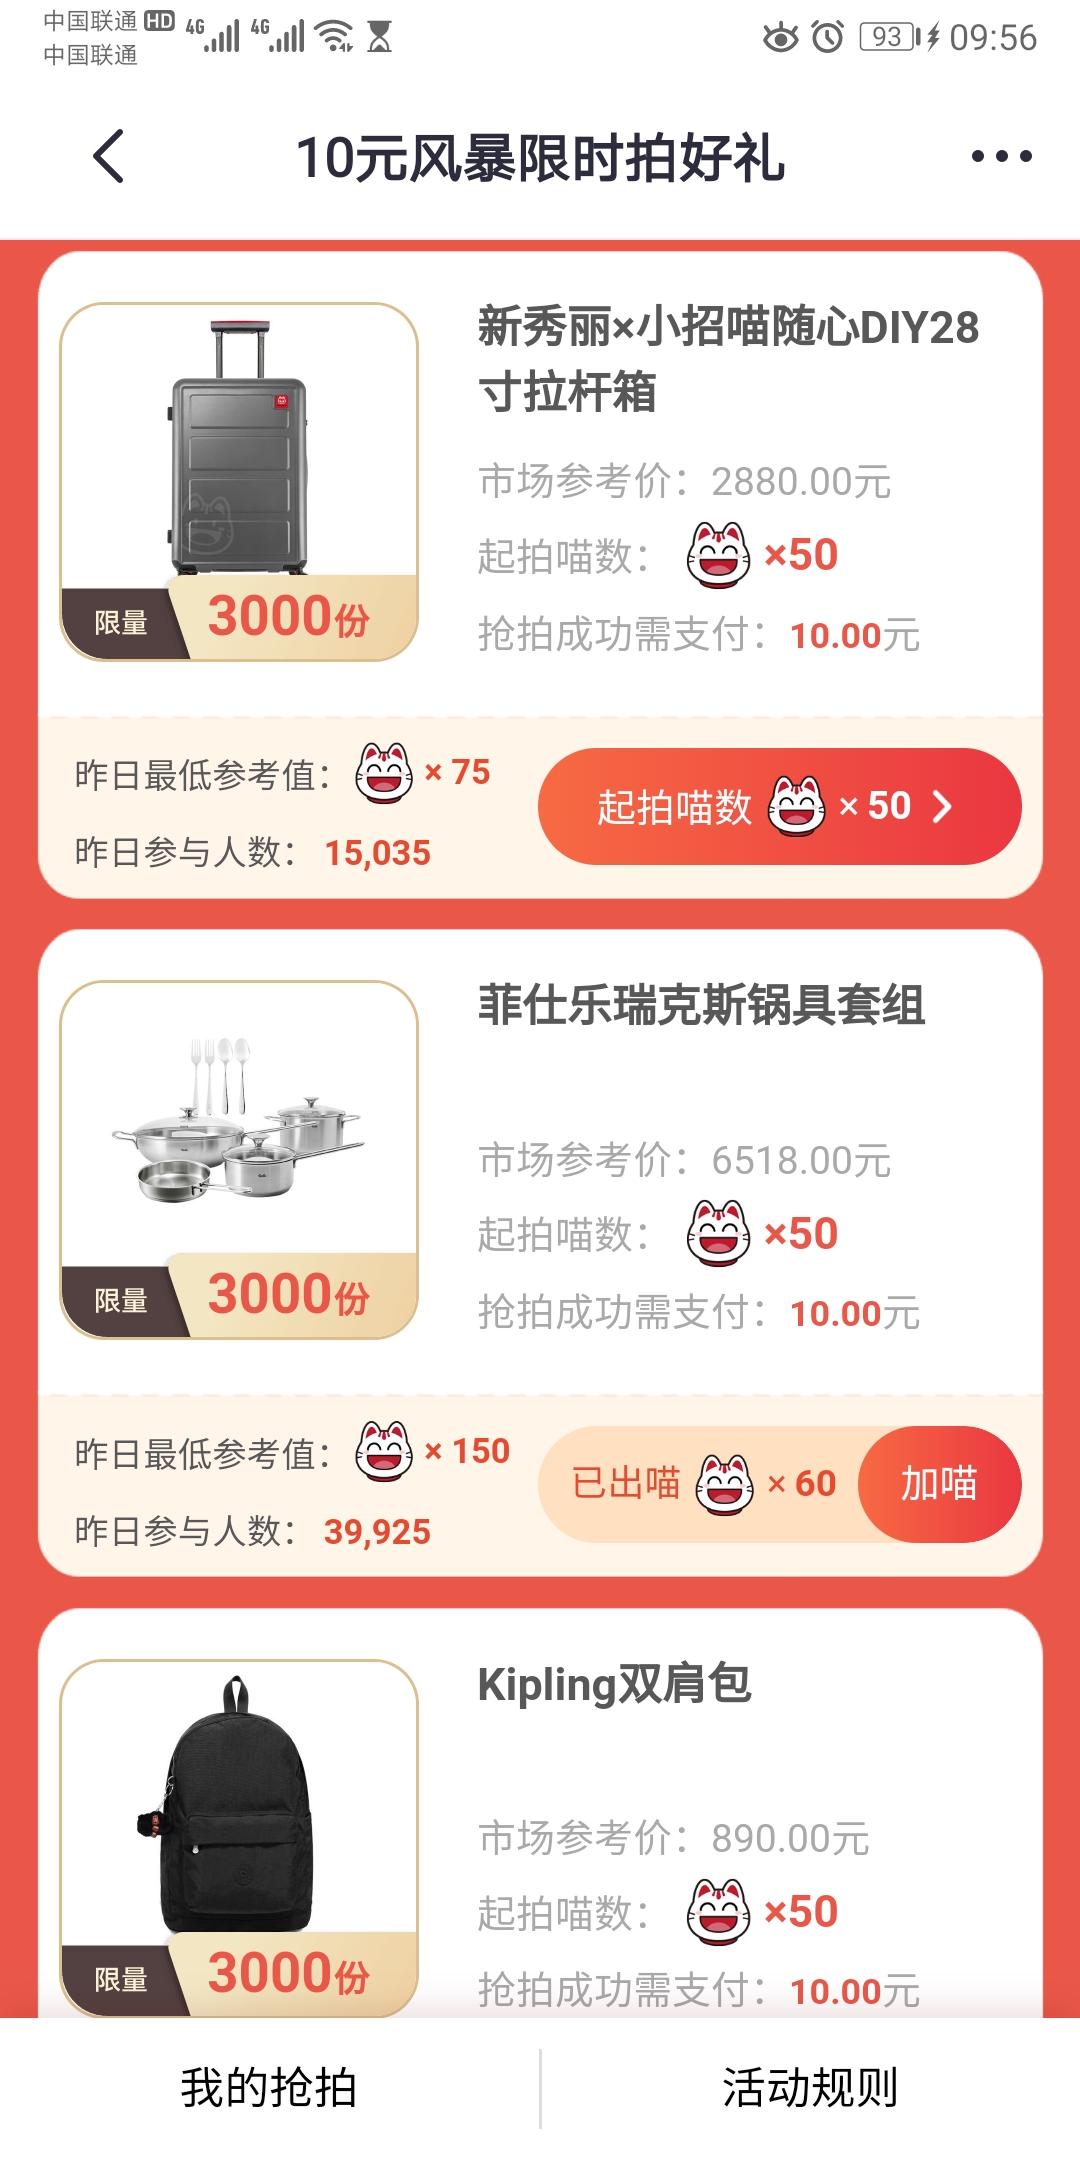 中国联通 HD 4G 4G 93 09:56
中国联通
10元风暴限时拍好礼
新秀丽×小招喵随心DIY28
寸拉杆箱
市场参考价：2880.00元
起拍喵数： ×50
抢拍成功需支付：10.00元
限量 3000份
昨日最低参考值： × 75
昨日参与人数： 15,035
起拍喵数 × 50
菲仕乐瑞克斯锅具套组
市场参考价：6518.00元
起拍喵数： ×50
抢拍成功需支付：10.00元
限量 3000份
昨日最低参考值： × 150
昨日参与人数： 39,925
已出喵 × 60 加喵
Kipling双肩包
市场参考价：890.00元
起拍喵数： ×50
抢拍成功需支付：10.00元
限量 3000份
我的抢拍
活动规则